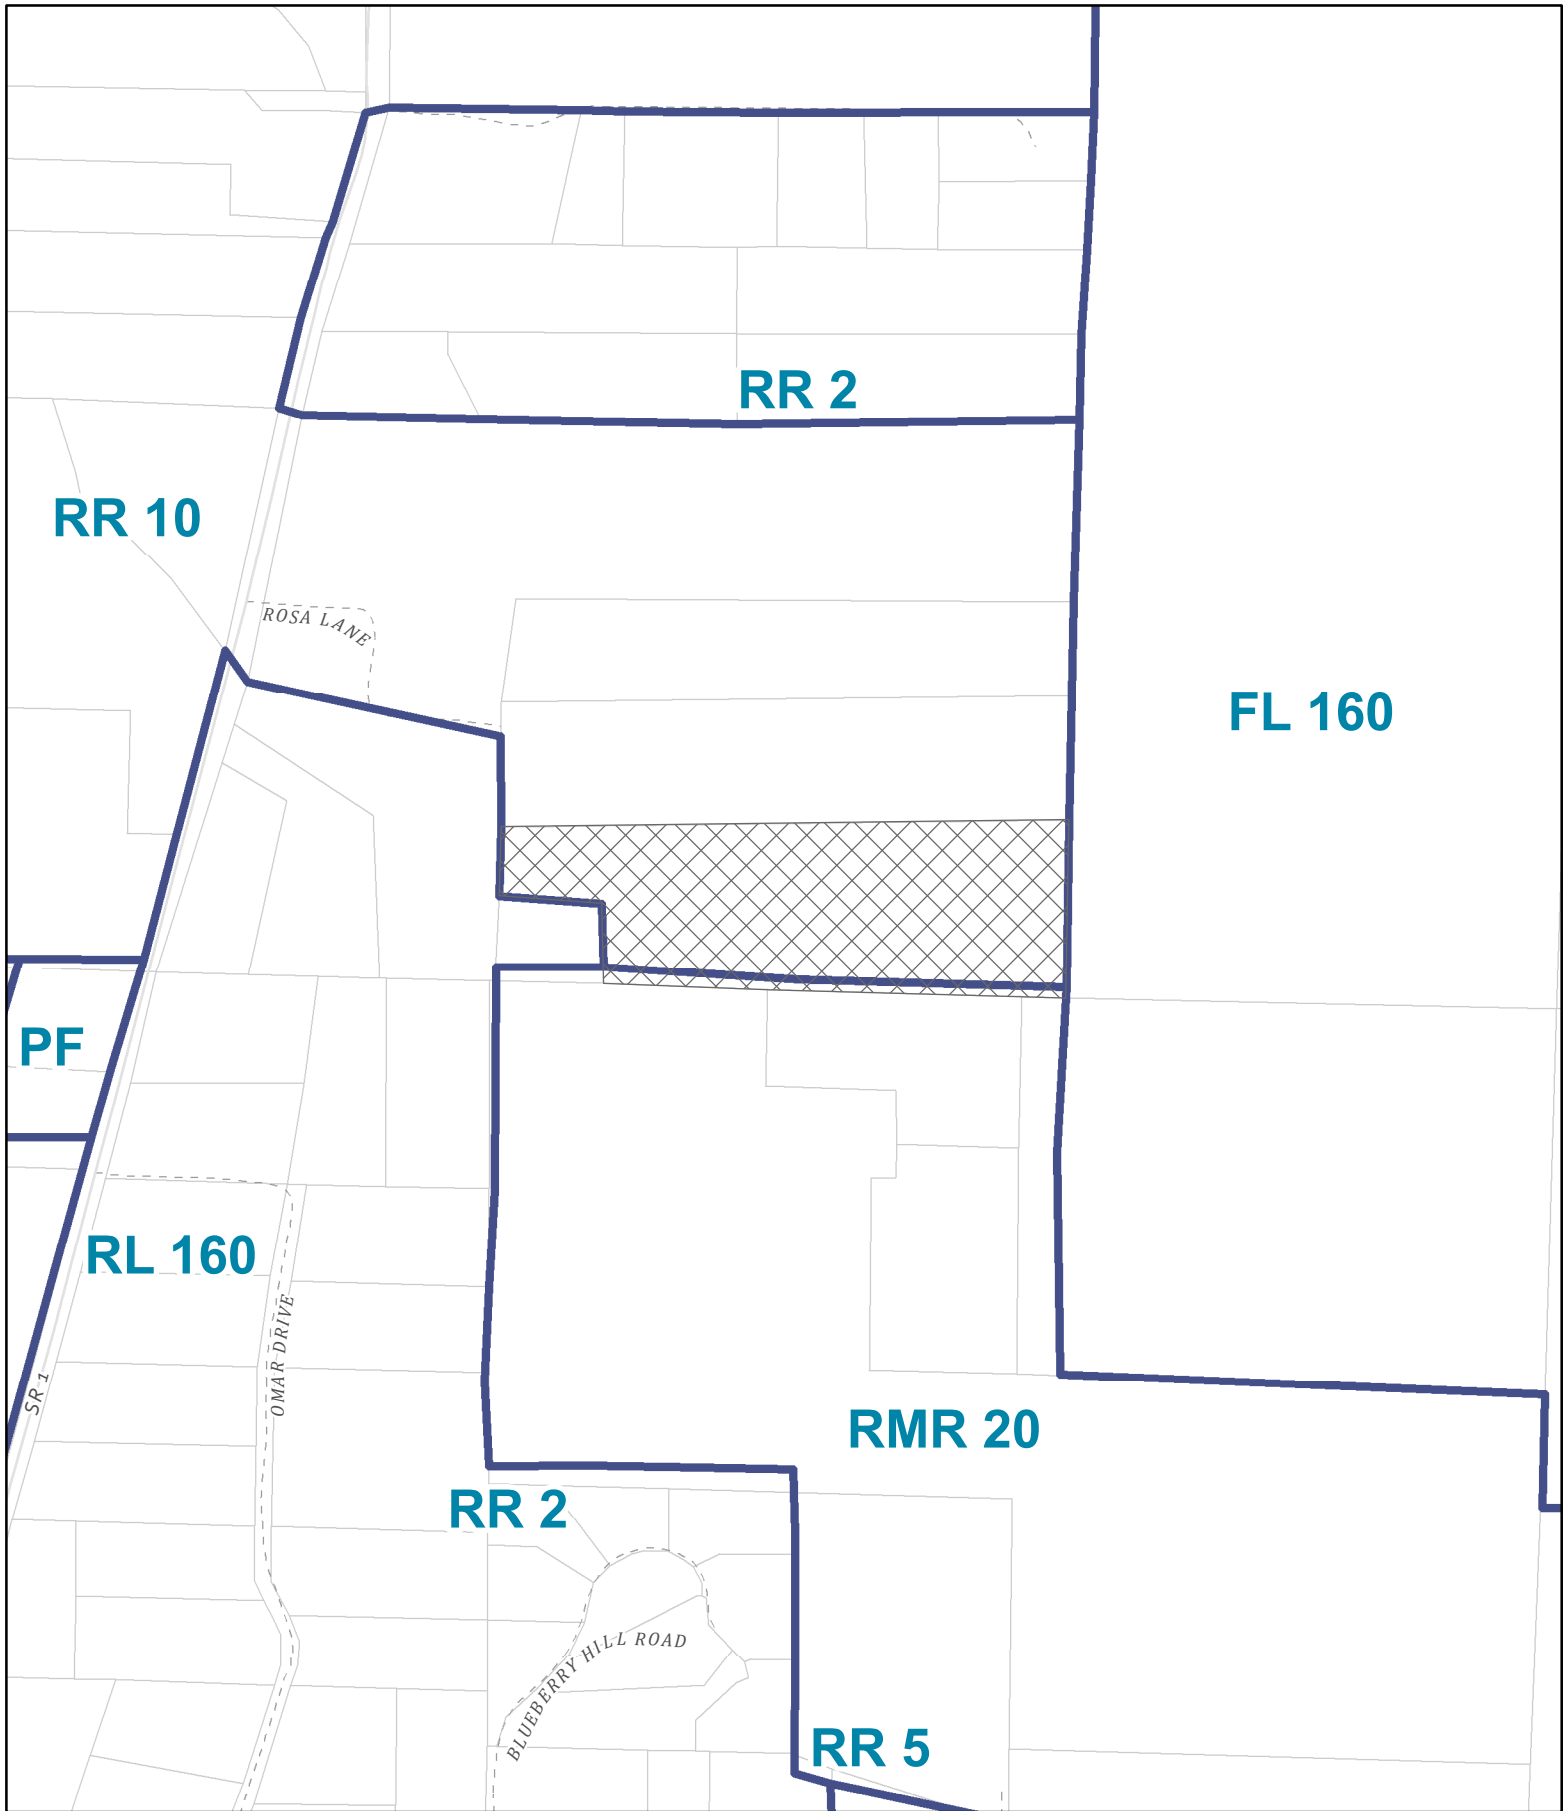 RR 2
RR 10
ROSA LANE
FL 160
PF
RL 160
OMAR DRIVE
SR 1
RMR 20
RR 2
BLUEBERRY HILL ROAD
RR 5